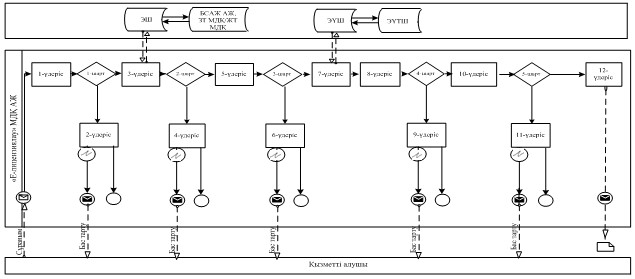 ЭШ
БСАЖ АЖ,
ЗТ МДҚ/ЖТ
МДҚ
ЭҮШ
ЭҮТШ
«Е-лицензиялау» МДҚ АЖ
1-үдеріс
1-шарт
3-үдеріс
2-шарт
5-үдеріс
3-шарт
7-үдеріс
8-үдеріс
4-шарт
10-үдеріс
5-шарт
12-
үдеріс
2-үдеріс
4-үдеріс
6-үдеріс
9-үдеріс
11-үдеріс
Бас тарту
Бас тарту
Бас тарту
Бас тарту
Бас тарту
Қызметті алушы